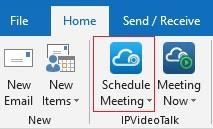 File
Home
Send / Receive
New
Email
New
Items
Schedule
Meeting
Meeting
Now
New
IPVideoTalk